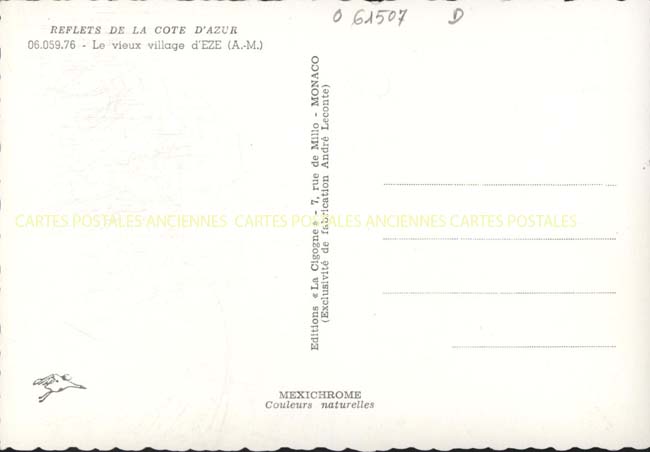 O 61507 D
REFLETS DE LA COTE D'AZUR
06.059.76 - Le vieux village d'EZE (A.-M.)
Editions « La Cigogne » - 7, rue de Millo - MONACO
(Exclusivité de fabrication André Leconte)
CARTES POSTALES ANCIENNES CARTES POSTALES ANCIENNES CARTES POSTALES
MEXICHROME
Couleurs naturelles